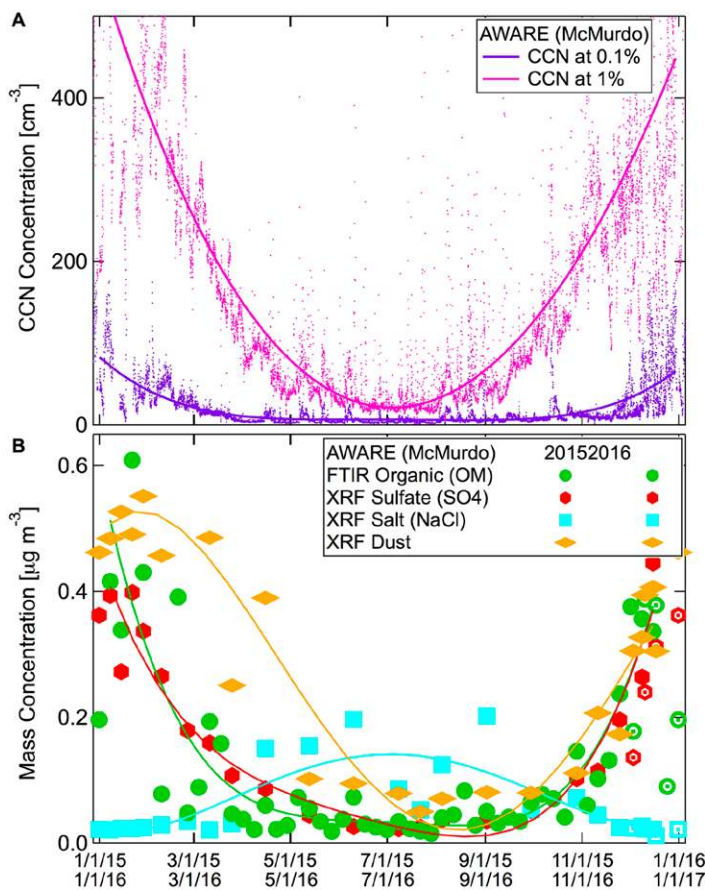 A
AWARE (McMurdo)
CCN at 0.1%
CCN at 1%
CCN Concentration [cm-3]
400
200
0
B
AWARE (McMurdo) 20152016
FTIR Organic (OM)
XRF Sulfate (SO4)
XRF Salt (NaCl)
XRF Dust
Mass Concentration [µg m-3]
0.6
0.4
0.2
0.0
1/1/15 3/1/15 5/1/15 7/1/15 9/1/15 11/1/15 1/1/16
1/1/16 3/1/16 5/1/16 7/1/16 9/1/16 11/1/16 1/1/17